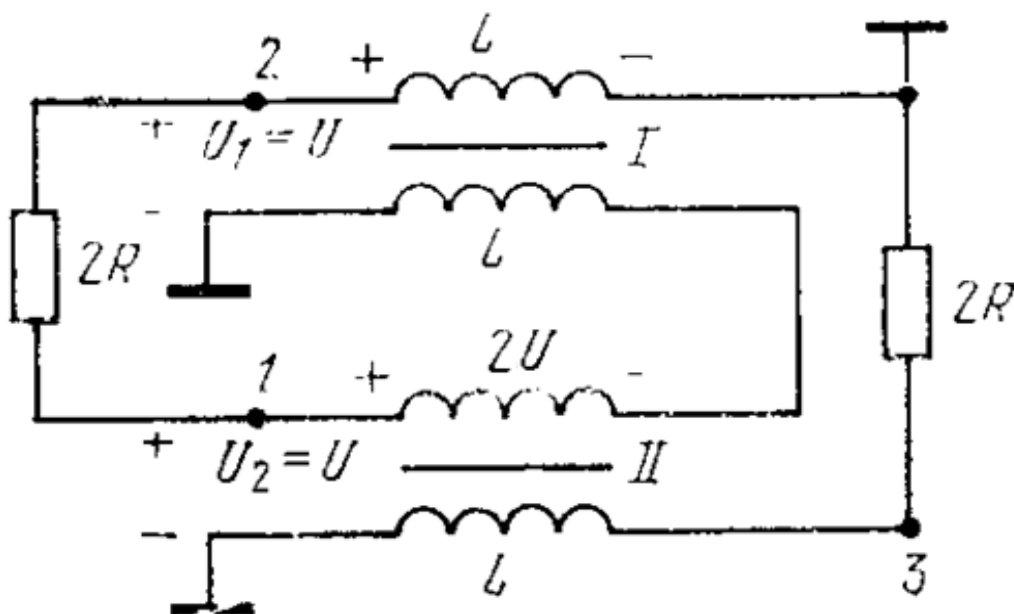 2 + L -
+ U₁ = U I
-
2R L 2R
1 + 2U -
+ U₂ = U II
- L 3